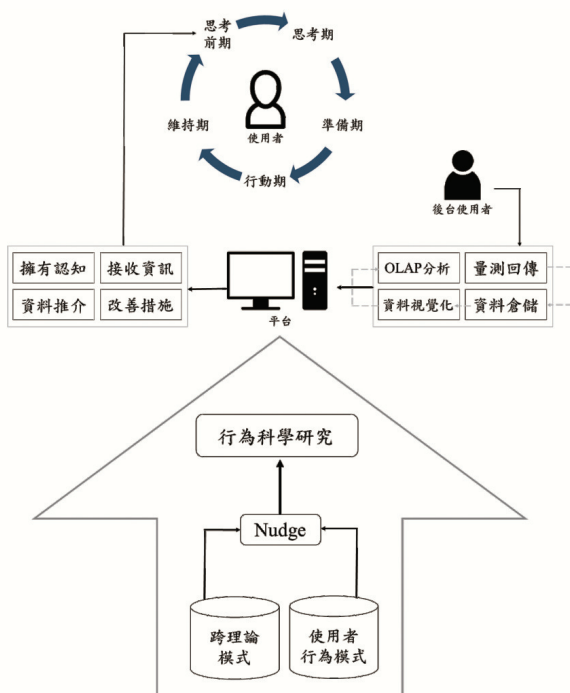 思考
前期
思考期
維持期
使用者
準備期
行動期
後台使用者
擁有認知
接收資訊
資料推介
改善措施
平台
OLAP分析
量測回傳
資料視覺化
資料倉儲
行為科學研究
Nudge
跨理論
模式
使用者
行為模式